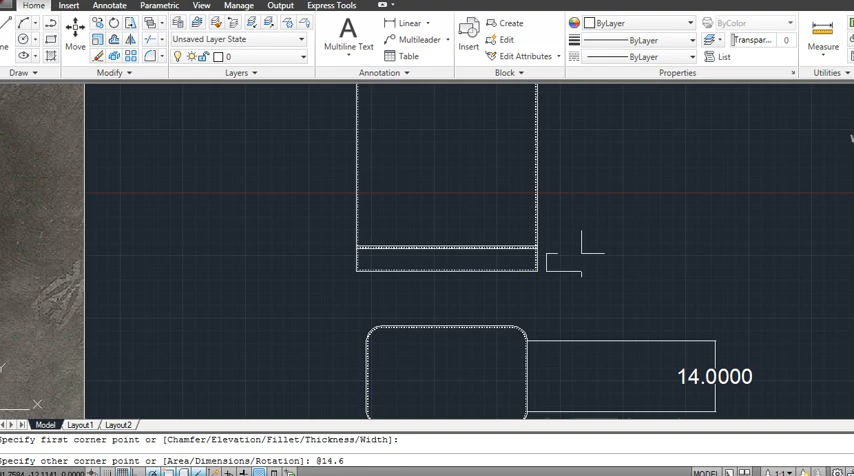 Home Insert Annotate Parametric View Manage Output Express Tools
Move
Unsaved Layer State
0
Draw Modify Layers
A
Multiline Text
Linear
Multileader
Table
Annotation
Insert
Create
Edit
Edit Attributes
Block
ByLayer
ByLayer
ByLayer
ByColor
Transpar... 0
List
Properties
Measure
Utilities
14.0000
X
Model Layout1 Layout2
Specify first corner point or [Chamfer/Elevation/Fillet/Thickness/Width]:
Specify other corner point or [Area/Dimensions/Rotation]: @14.6
MODEL 1:1